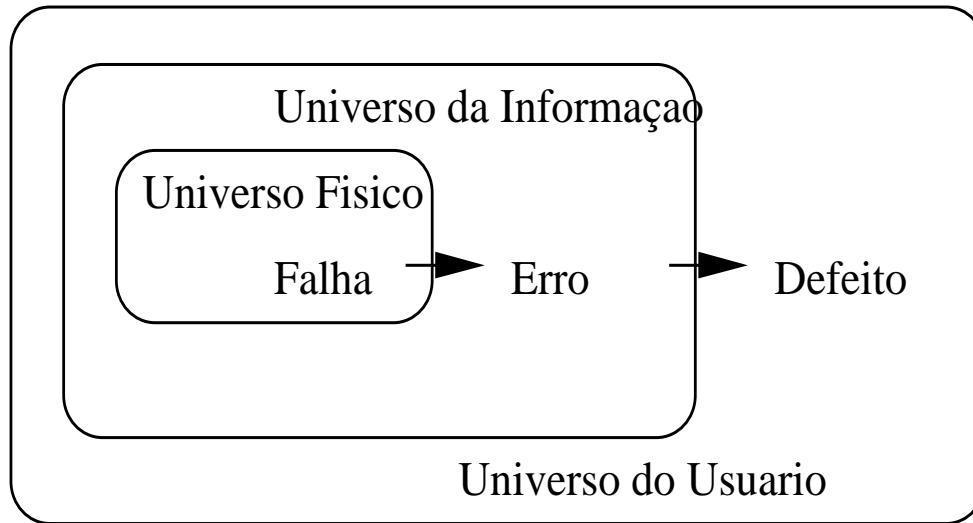 Universo da Informaçao
Universo Fisico
Falha Erro Defeito
Universo do Usuario